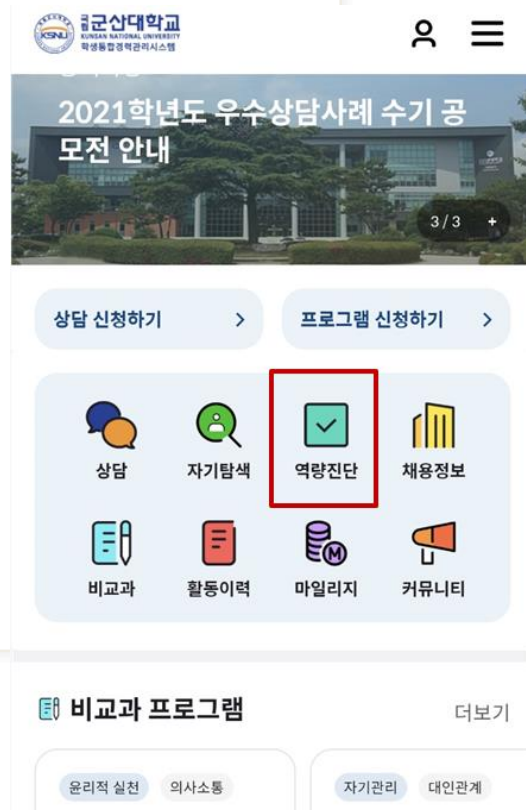 KSNU
국립군산대학교
KUNSAN NATIONAL UNIVERSITY
학생통합경력관리시스템
2021학년도 우수상담사례 수기 공
모전 안내
3 / 3 +
상담 신청하기 >
프로그램 신청하기 >
상담
자기탐색
역량진단
채용정보
비교과
활동이력
M
마일리지
커뮤니티
비교과 프로그램
더보기
윤리적 실천
의사소통
자기관리
대인관계